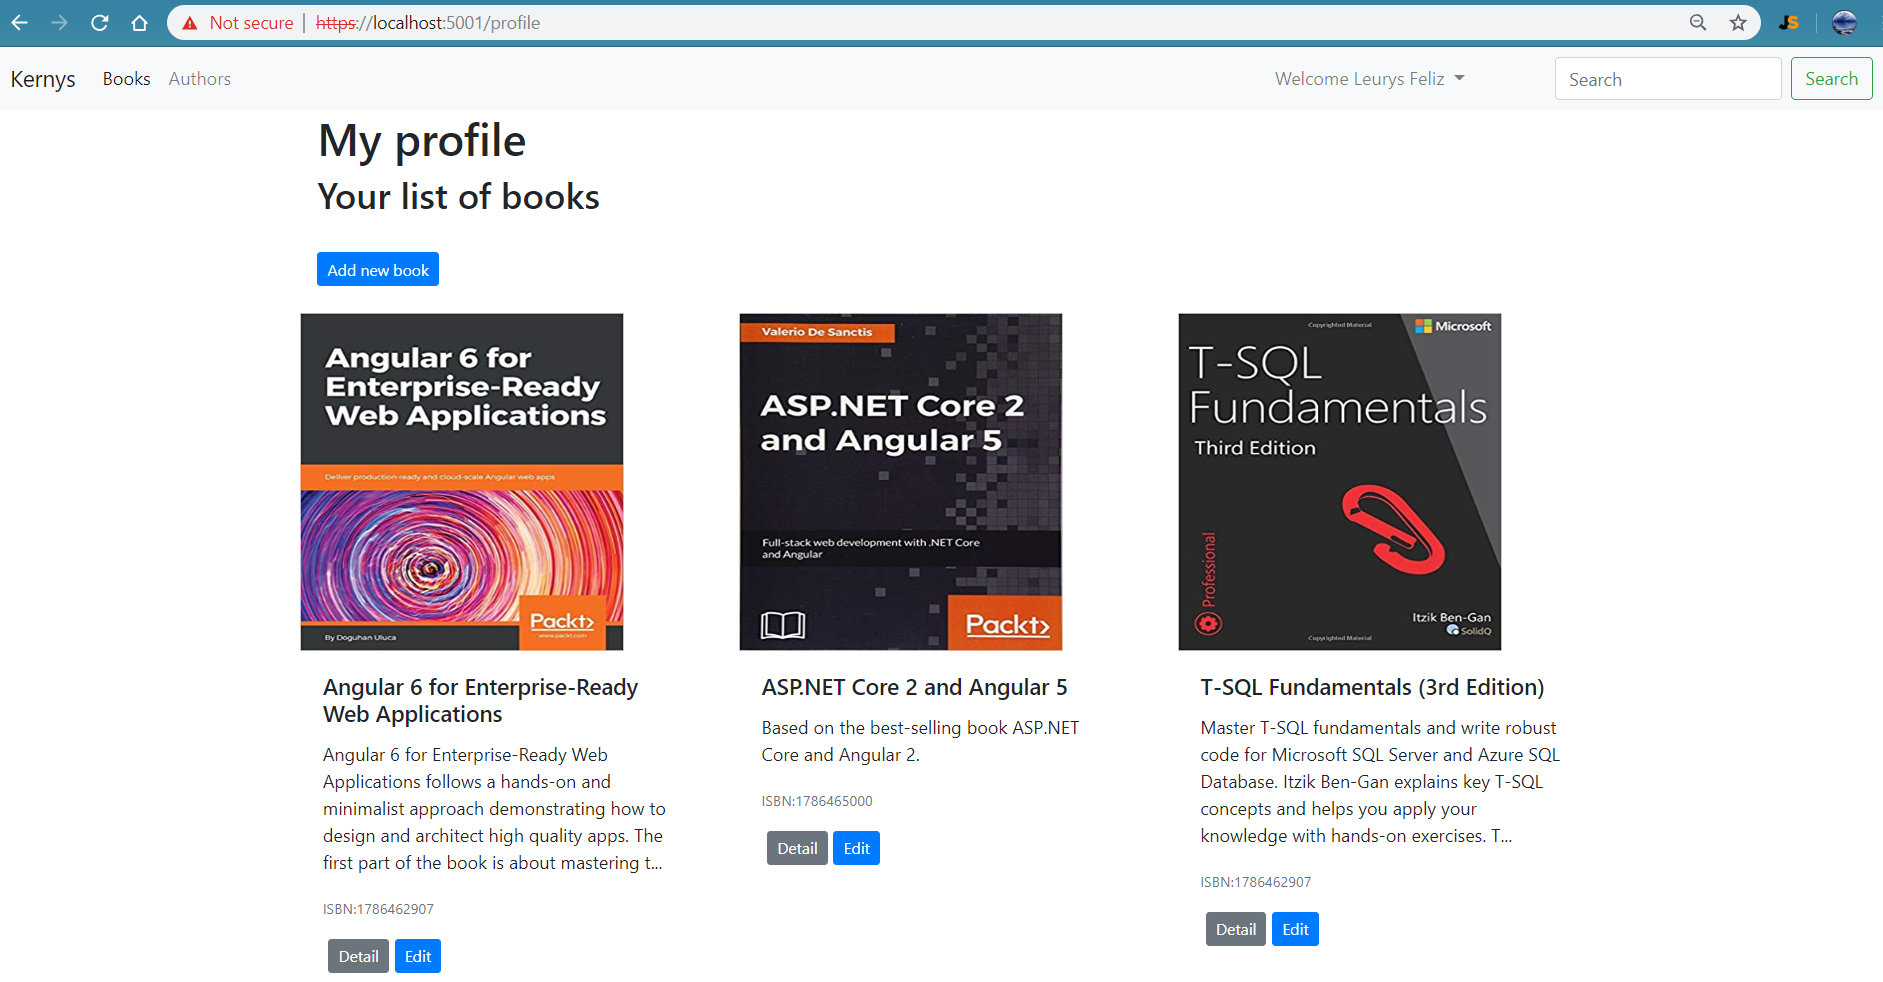 Not secure https://localhost:5001/profile JS
Kernys Books Authors Welcome Leurys Feliz Search Search
My profile
Your list of books
Add new book
Angular 6 for
Enterprise-Ready
Web Applications
Deliver production-ready and cloud-scale Angular web apps
Packt>
www.packt.com
By Doguhan Uluca
Valerio De Sanctis
ASP.NET Core 2
and Angular 5
Full-stack web development with .NET Core
and Angular
Packt>
Copyrighted Material
Microsoft
T-SQL
Fundamentals
Third Edition
Professional
Itzik Ben-Gan
SolidQ
Copyrighted Material
Angular 6 for Enterprise-Ready
Web Applications
Angular 6 for Enterprise-Ready Web
Applications follows a hands-on and
minimalist approach demonstrating how to
design and architect high quality apps. The
first part of the book is about mastering t...
ISBN:1786462907
Detail Edit
ASP.NET Core 2 and Angular 5
Based on the best-selling book ASP.NET
Core and Angular 2.
ISBN:1786465000
Detail Edit
T-SQL Fundamentals (3rd Edition)
Master T-SQL fundamentals and write robust
code for Microsoft SQL Server and Azure SQL
Database. Itzik Ben-Gan explains key T-SQL
concepts and helps you apply your
knowledge with hands-on exercises. T...
ISBN:1786462907
Detail Edit